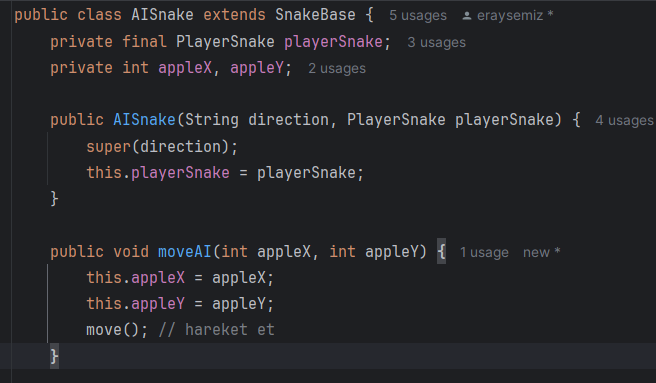 public class AISnake extends SnakeBase { 5 usages eraysemiz *
private final PlayerSnake playerSnake; 3 usages
private int appleX, appleY; 2 usages
public AISnake(String direction, PlayerSnake playerSnake) { 4 usages
super(direction);
this.playerSnake = playerSnake;
}
public void moveAI(int appleX, int appleY) { 1 usage new *
this.appleX = appleX;
this.appleY = appleY;
move(); // hareket et
}